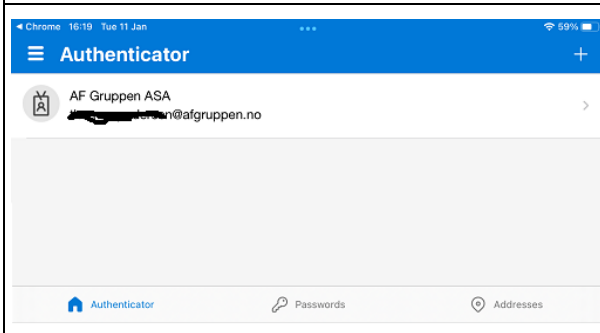 Chrome 16:19 Tue 11 Jan 59%
Authenticator
AF Gruppen ASA
@afgruppen.no
Authenticator Passwords Addresses